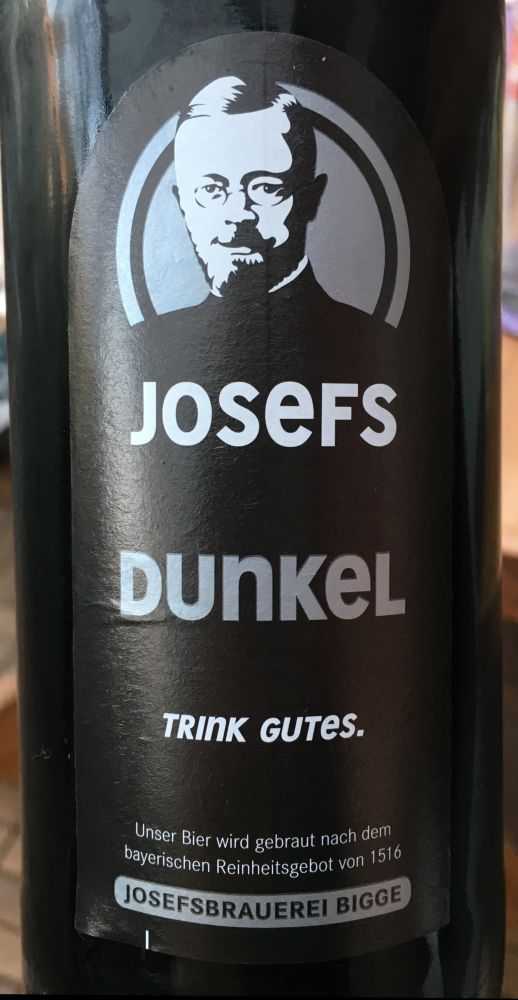 JOSEFS
DUNKEL
TRINK GUTES.
Unser Bier wird gebraut nach dem
bayerischen Reinheitsgebot von 1516
JOSEFSBRAUEREI BIGGE